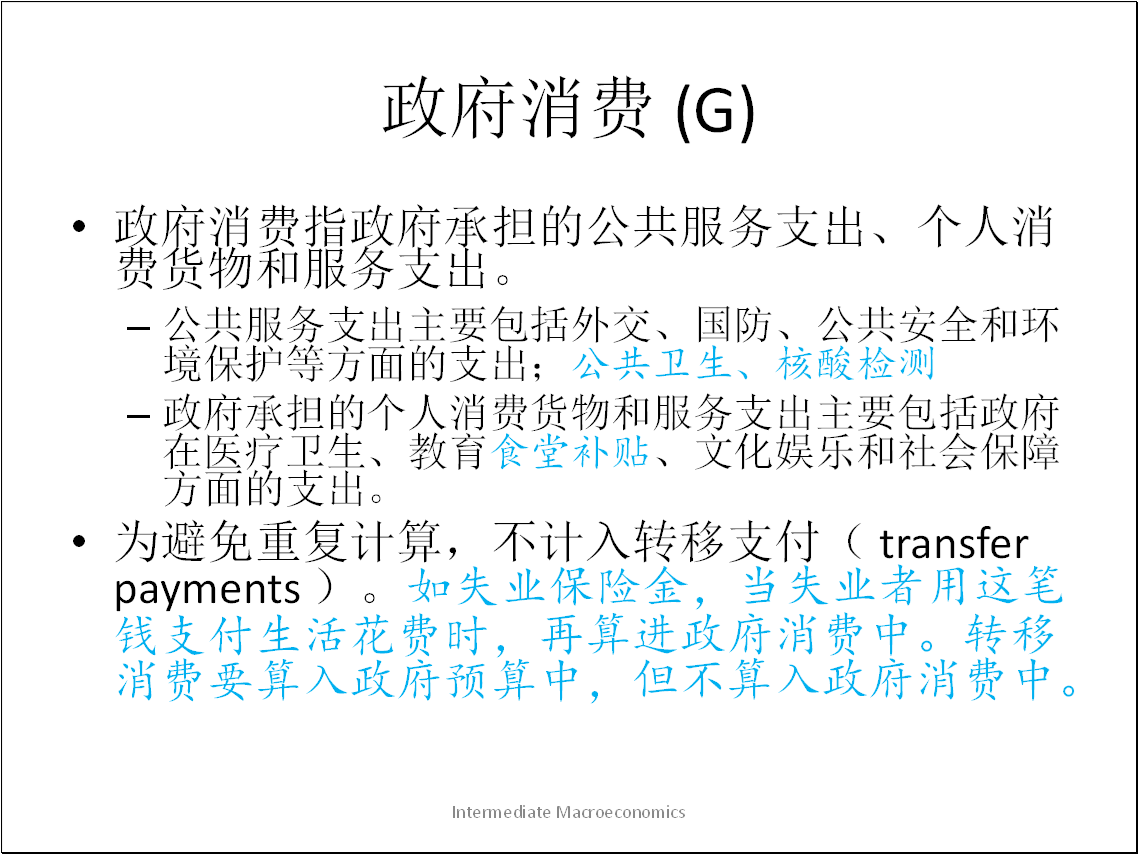 政府消费 (G)
• 政府消费指政府承担的公共服务支出、个人消
费货物和服务支出。
– 公共服务支出主要包括外交、国防、公共安全和环
境保护等方面的支出；公共卫生、核酸检测
– 政府承担的个人消费货物和服务支出主要包括政府
在医疗卫生、教育食堂补贴、文化娱乐和社会保障
方面的支出。
• 为避免重复计算，不计入转移支付（ transfer
payments ）。如失业保险金，当失业者用这笔
钱支付生活花费时，再算进政府消费中。转移
消费要算入政府预算中，但不算入政府消费中。
Intermediate Macroeconomics